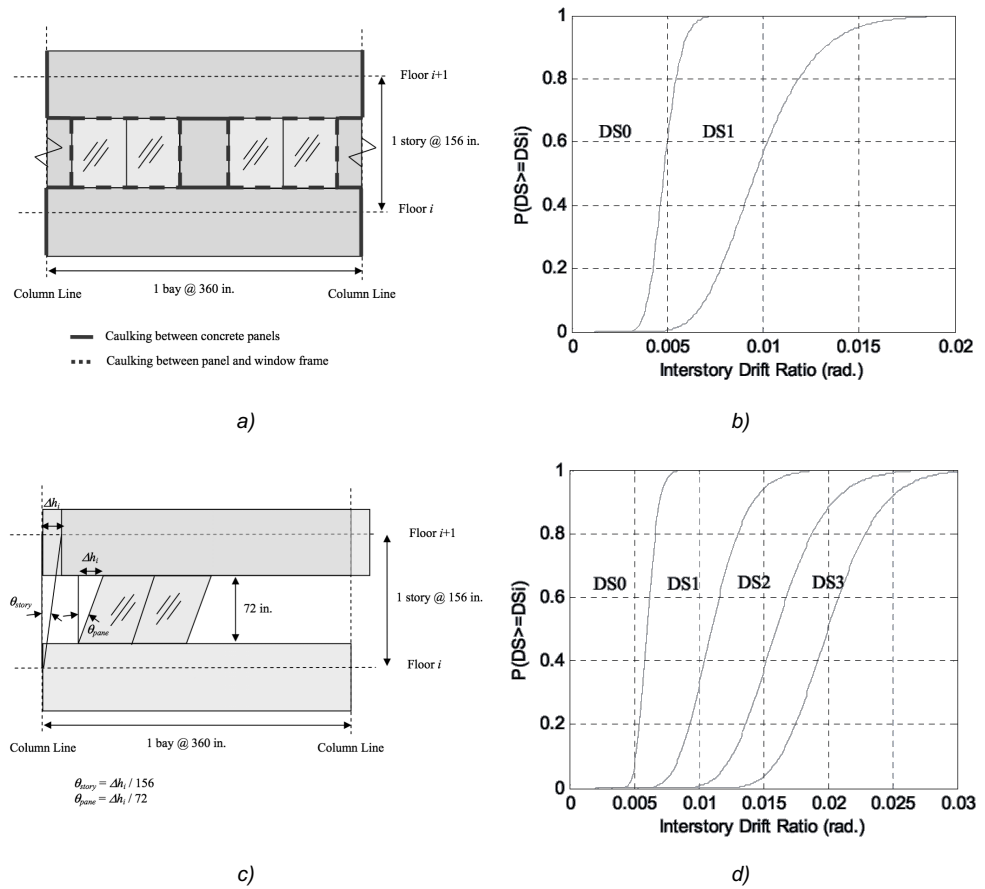 Floor i+1
1 story @ 156 in.
Floor i
1 bay @ 360 in.
Column Line
Column Line
Caulking between concrete panels
Caulking between panel and window frame
a)
P(DS>=DSi)
1
0.8
0.6
0.4
0.2
0
DS0
DS1
0
0.005
0.01
0.015
0.02
Interstory Drift Ratio (rad.)
b)
Δhᵢ
Floor i+1
Δhᵢ
θstory
θpane
72 in.
1 story @ 156 in.
Floor i
1 bay @ 360 in.
Column Line
Column Line
θstory = Δhᵢ / 156
θpane = Δhᵢ / 72
c)
P(DS>=DSi)
1
0.8
0.6
0.4
0.2
0
DS0
DS1
DS2
DS3
0
0.005
0.01
0.015
0.02
0.025
0.03
Interstory Drift Ratio (rad.)
d)